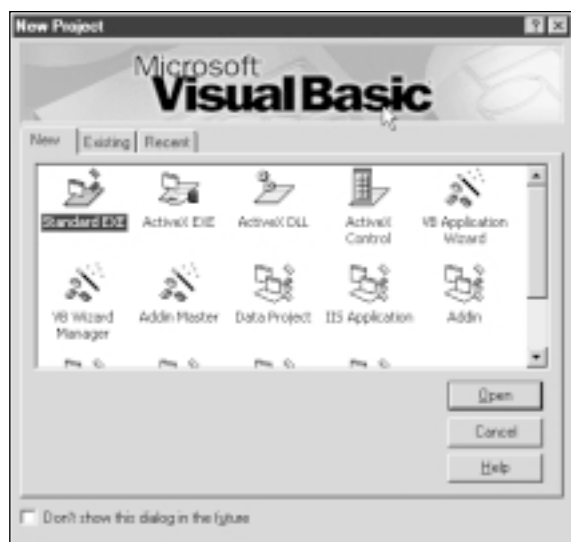 New Project
Microsoft
Visual Basic
New Existing Recent
Standard EXE ActiveX EXE ActiveX DLL ActiveX Control VB Application Wizard
VB Wizard Manager Addin Master Data Project IIS Application Addin
Open
Cancel
Help
Don't show this dialog in the future